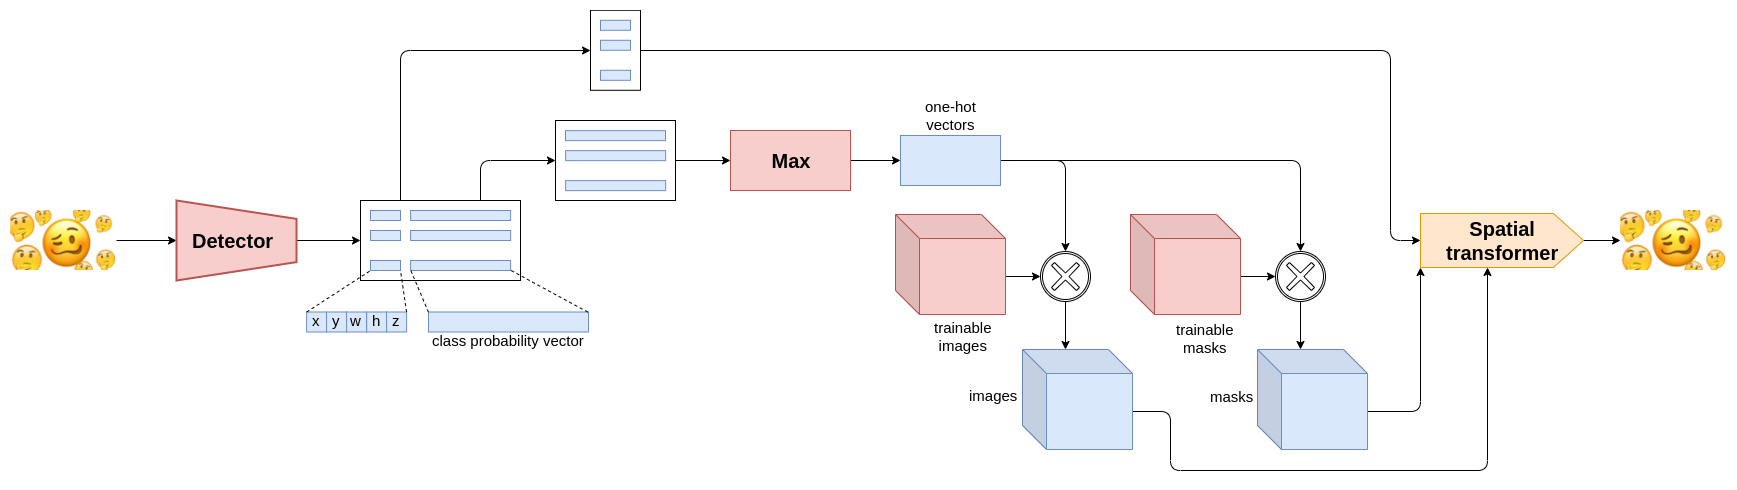 one-hot
vectors
Max
Detector
Spatial
transformer
x y w h z
class probability vector
trainable
images
trainable
masks
images
masks